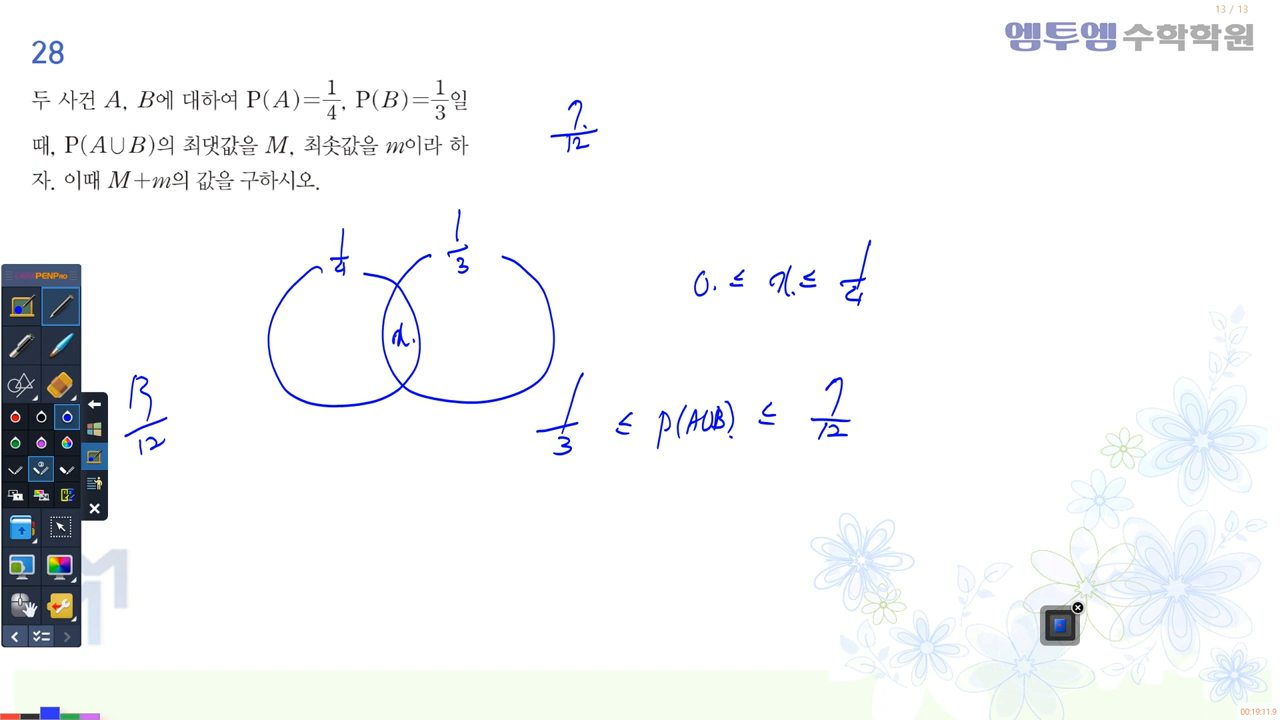 13 / 13
엠투엠수학학원
28
두 사건 A, B에 대하여 P(A)=1/4, P(B)=1/3일
때, P(A∪B)의 최댓값을 M, 최솟값을 m이라 하
자. 이때 M+m의 값을 구하시오.
7/12
1/4
1/3
x.
0. ≤ x. ≤ 1/4
PENPRO
1/3 ≤ P(A∪B). ≤ 7/12
00:19:11.9